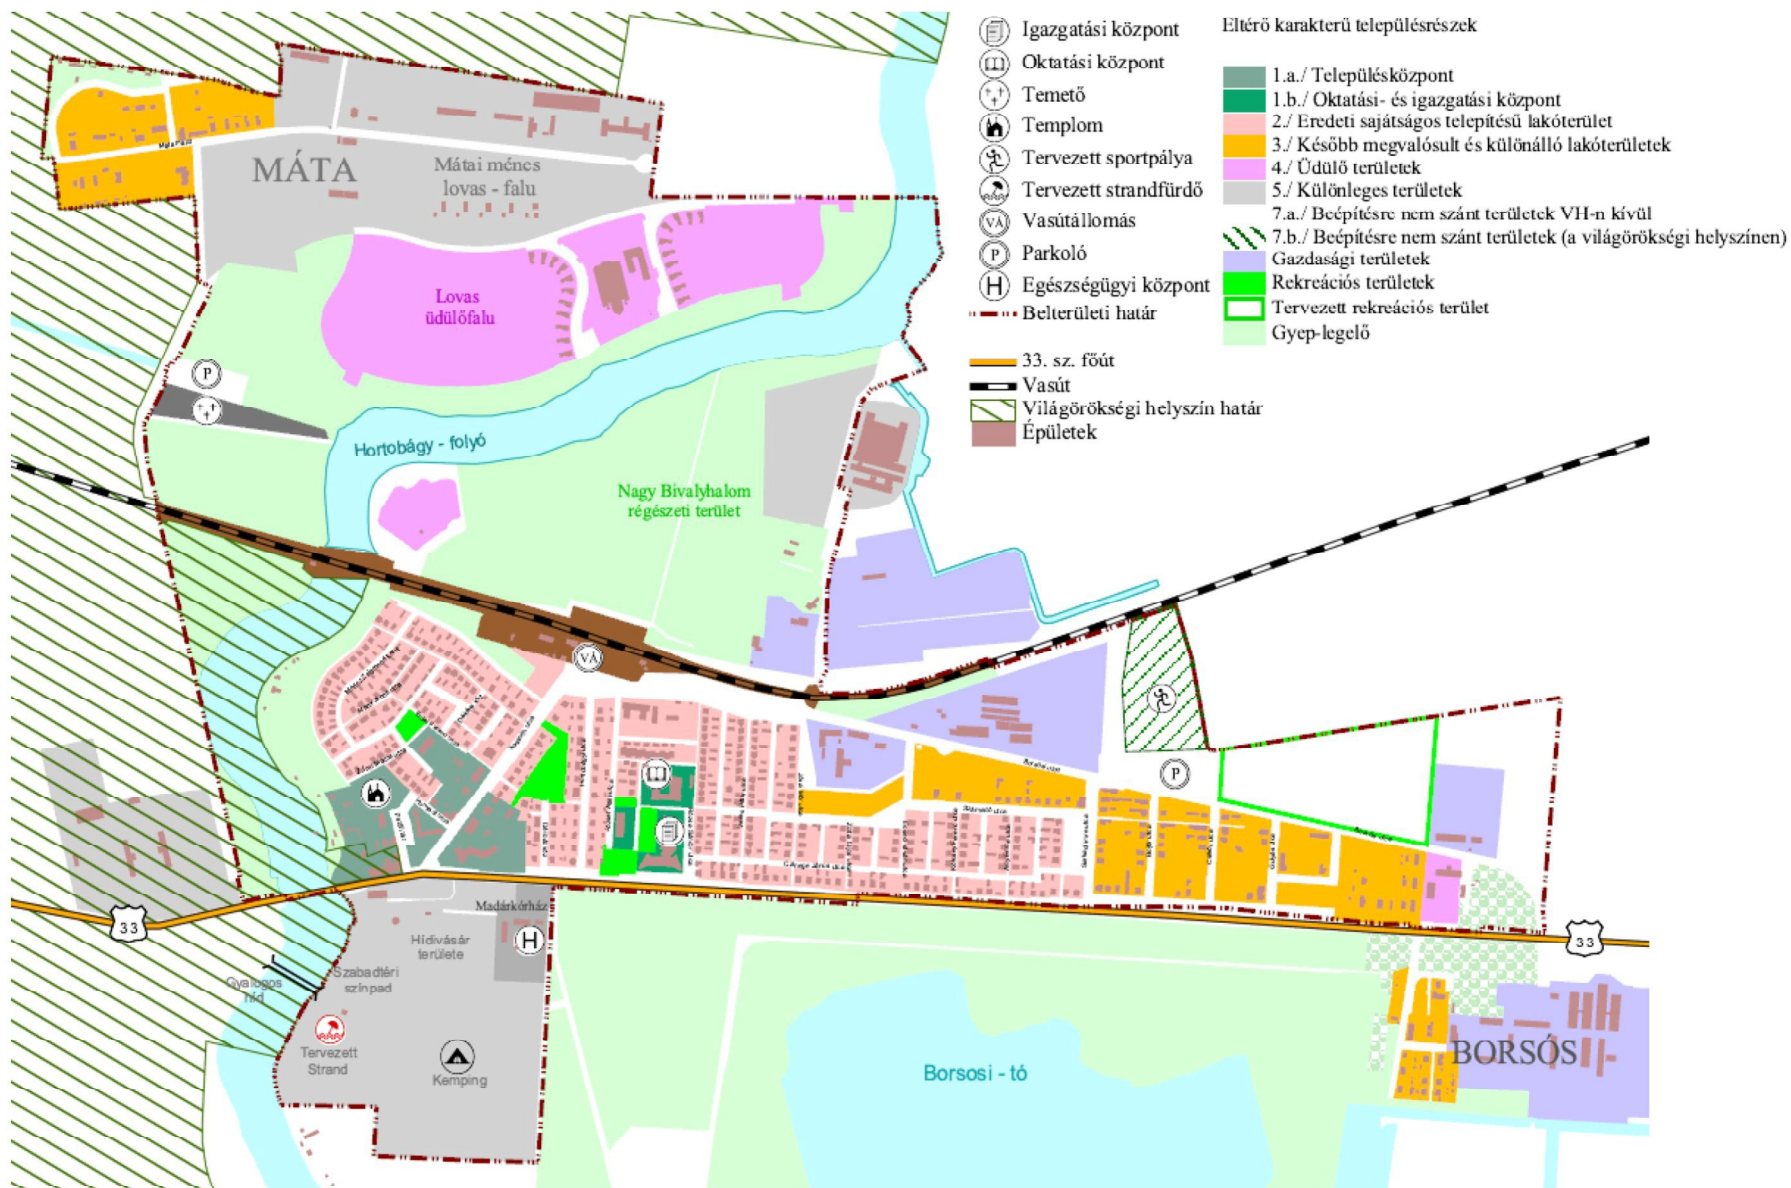 Igazgatási központ
Oktatási központ
Temető
Templom
Tervezett sportpálya
Tervezett strandfürdő
VÁ Vasútállomás
P Parkoló
H Egészségügyi központ
Belterületi határ
33. sz. főút
Vasút
Világörökségi helyszín határ
Épületek
Eltérő karakterű településrészek
1.a./ Településközpont
1.b./ Oktatási- és igazgatási központ
2./ Eredeti sajátságos telepítésű lakóterület
3./ Később megvalósult és különálló lakóterületek
4./ Üdülő területek
5./ Különleges területek
7.a./ Beépítésre nem szánt területek VH-n kívül
7.b./ Beépítésre nem szánt területek (a világörökségi helyszínen)
Gazdasági területek
Rekreációs területek
Tervezett rekreációs terület
Gyep-legelő
MÁTA
Mátai ménes
lovas - falu
Lovas
üdülőfalu
P
Hortobágy - folyó
Nagy Bivalyhalom
régészeti terület
VÁ
P
33
Madárkórház
H
Hídivásár
területe
Szabadtéri
színpad
Gyalogos
híd
Tervezett
Strand
Kemping
Borsosi - tó
33
BORSÓS